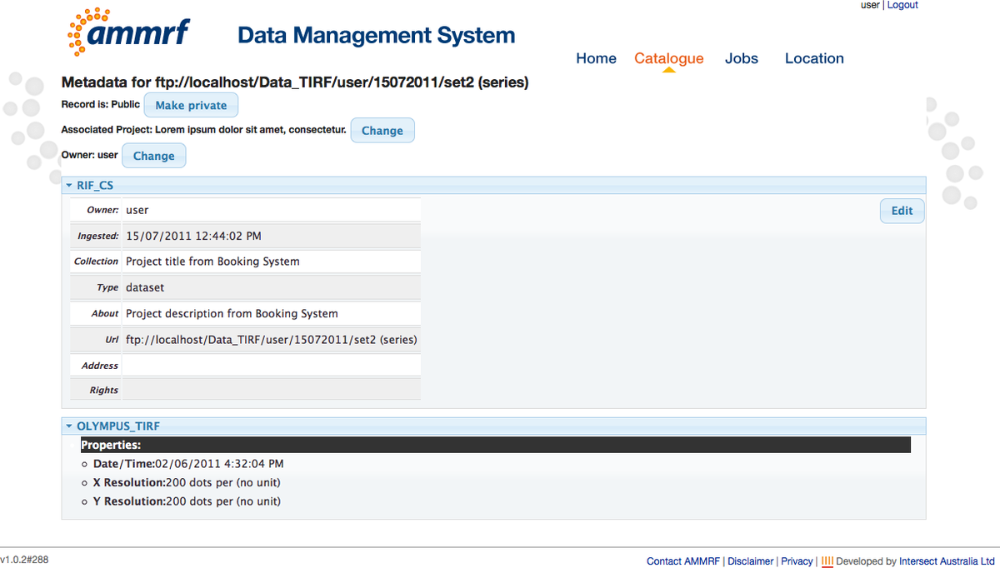 user | Logout
ammrf
Data Management System
Home Catalogue Jobs Location
Metadata for ftp://localhost/Data_TIRF/user/15072011/set2 (series)
Record is: Public Make private
Associated Project: Lorem ipsum dolor sit amet, consectetur. Change
Owner: user Change
RIF_CS
Edit
Owner: user
Ingested: 15/07/2011 12:44:02 PM
Collection Project title from Booking System
Type dataset
About Project description from Booking System
Url ftp://localhost/Data_TIRF/user/15072011/set2 (series)
Address
Rights
OLYMPUS_TIRF
Properties:
Date/Time:02/06/2011 4:32:04 PM
X Resolution:200 dots per (no unit)
Y Resolution:200 dots per (no unit)
v1.0.2#288
Contact AMMRF | Disclaimer | Privacy | Developed by Intersect Australia Ltd